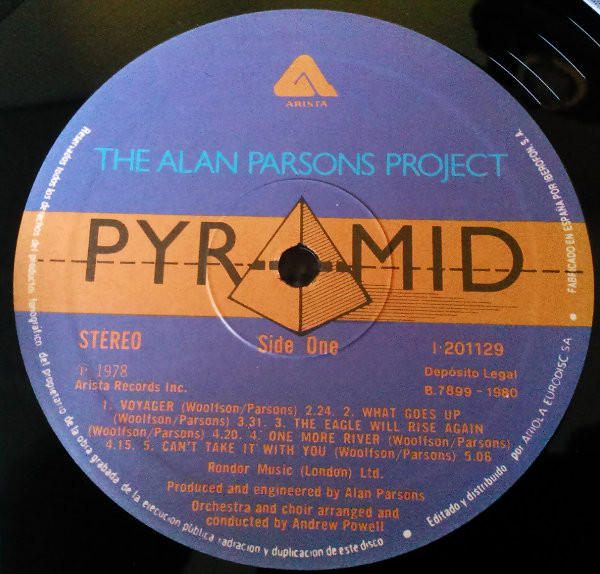 ARISTA
THE ALAN PARSONS PROJECT
PYRAMID
STEREO
Side One
I-201129
P 1978
Arista Records Inc.
Depósito Legal
B.7899 - 1980
1. VOYAGER (Woolfson/Parsons) 2.24. 2. WHAT GOES UP
(Woolfson/Parsons) 3.31. 3. THE EAGLE WILL RISE AGAIN
(Woolfson/Parsons) 4.20. 4. ONE MORE RIVER (Woolfson/Parsons)
4.15. 5. CAN'T TAKE IT WITH YOU (Woolfson/Parsons) 5.06
Rondor Music (London) Ltd.
Produced and engineered by Alan Parsons
Orchestra and choir arranged and
conducted by Andrew Powell
Reservados todos los derechos del productor fonográfico y del propietario de la obra grabada de la ejecución pública radiación y duplicación de este disco
Editado y distribuido por ARIOLA EURODISC SA.
FABRICADO EN ESPAÑA POR IBEROFON S.A.